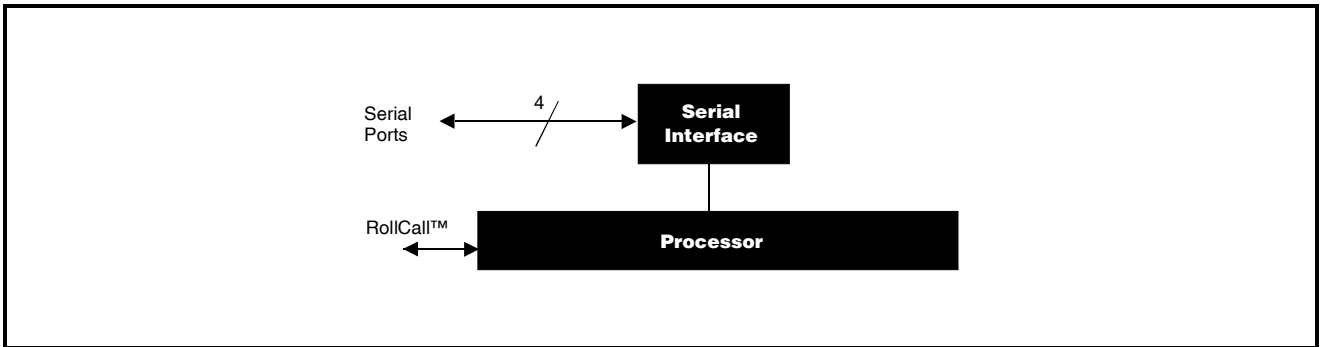 Serial
Ports
4
Serial
Interface
RollCall™
Processor